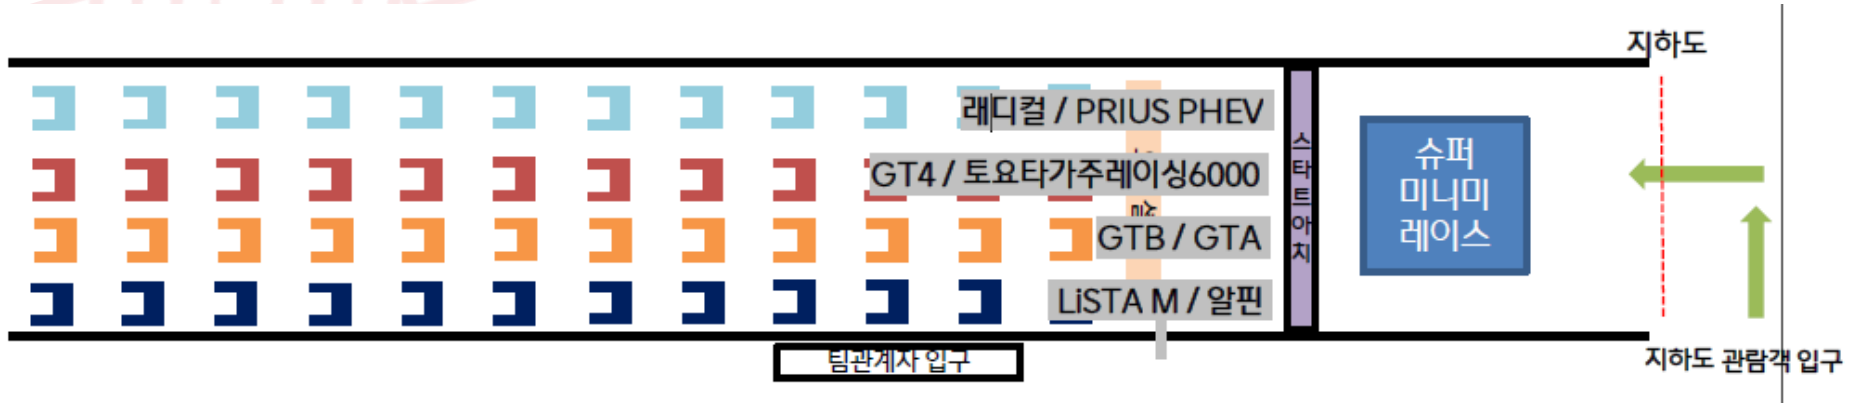 지하도
래디컬 / PRIUS PHEV
GT4 / 토요타가주레이싱6000
GTB / GTA
LiSTA M / 알핀
스타트아치
슈퍼
미니미
레이스
팀관계자 입구
지하도 관람객 입구